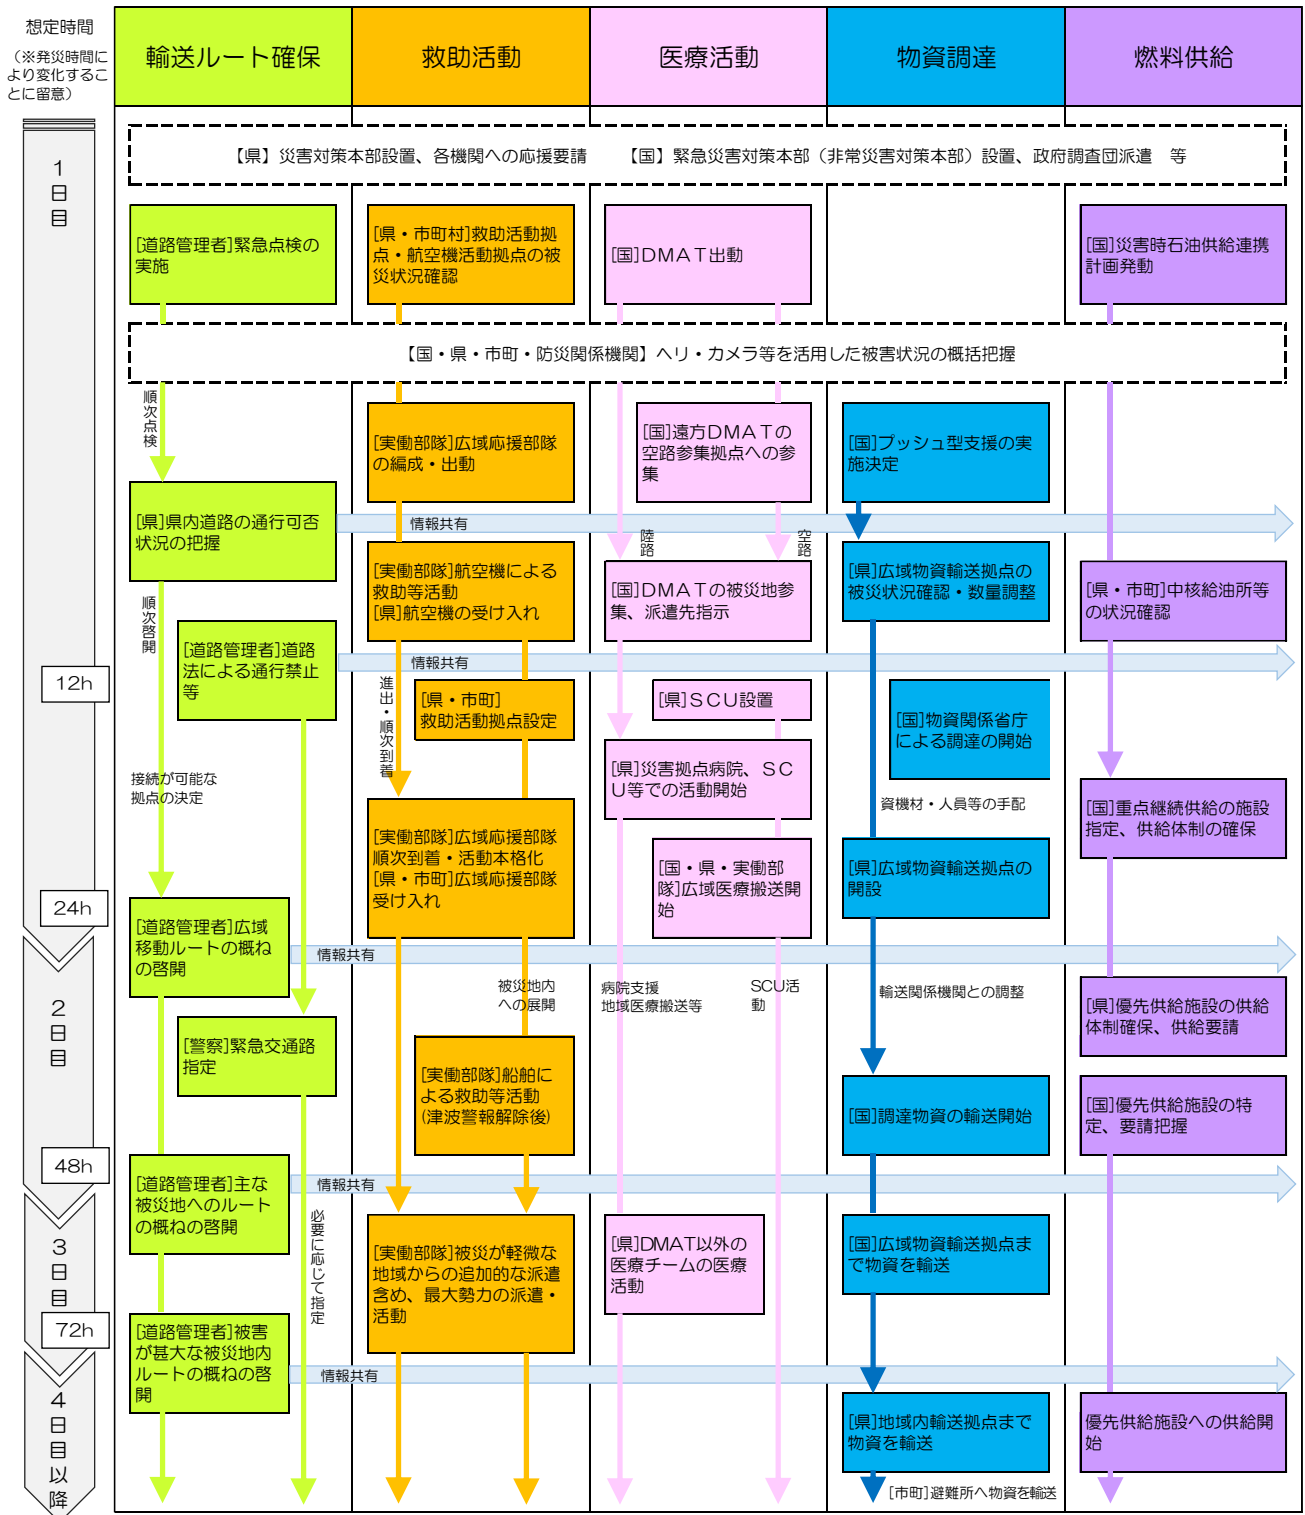 想定時間
（※発災時間に
より変化するこ
とに留意）
輸送ルート確保
救助活動
医療活動
物資調達
燃料供給
1
日
目
【県】災害対策本部設置、各機関への応援要請　【国】緊急災害対策本部（非常災害対策本部）設置、政府調査団派遣　等
[道路管理者]緊急点検の
実施
[県・市町村]救助活動拠
点・航空機活動拠点の被
災状況確認
[国]DMAT出動
[国]災害時石油供給連携
計画発動
【国・県・市町・防災関係機関】ヘリ・カメラ等を活用した被害状況の概括把握
順次点検
[実働部隊]広域応援部隊
の編成・出動
[国]遠方DMATの
空路参集拠点への参
集
[国]プッシュ型支援の実
施決定
[県]県内道路の通行可否
状況の把握
情報共有
陸路
空路
[実働部隊]航空機による
救助等活動
[県]航空機の受け入れ
[国]DMATの被災地参
集、派遣先指示
[県]広域物資輸送拠点の
被災状況確認・数量調整
[県・市町]中核給油所等
の状況確認
順次啓開
[道路管理者]道路
法による通行禁止
等
情報共有
12h
進出・順次到着
[県・市町]
救助活動拠点設定
[県]SCU設置
[国]物資関係省庁
による調達の開始
[県]災害拠点病院、SC
U等での活動開始
接続が可能な
拠点の決定
資機材・人員等の手配
[国]重点継続供給の施設
指定、供給体制の確保
[実働部隊]広域応援部隊
順次到着・活動本格化
[県・市町]広域応援部隊
受け入れ
[国・県・実働部
隊]広域医療搬送開
始
[県]広域物資輸送拠点の
開設
24h
[道路管理者]広域
移動ルートの概ね
の啓開
情報共有
2
日
目
被災地内
への展開
病院支援
地域医療搬送等
SCU活
動
輸送関係機関との調整
[県]優先供給施設の供給
体制確保、供給要請
[警察]緊急交通路
指定
[実働部隊]船舶に
よる救助等活動
(津波警報解除後)
[国]調達物資の輸送開始
[国]優先供給施設の特
定、要請把握
48h
[道路管理者]主な
被災地へのルート
の概ねの啓開
情報共有
3
日
目
必要に応じて指定
[実働部隊]被災が軽微な
地域からの追加的な派遣
含め、最大勢力の派遣・
活動
[県]DMAT以外の
医療チームの医療
活動
[国]広域物資輸送拠点ま
で物資を輸送
72h
[道路管理者]被害
が甚大な被災地内
ルートの概ねの啓
開
情報共有
4
日
目
以
降
[県]地域内輸送拠点まで
物資を輸送
優先供給施設への供給開
始
[市町]避難所へ物資を輸送